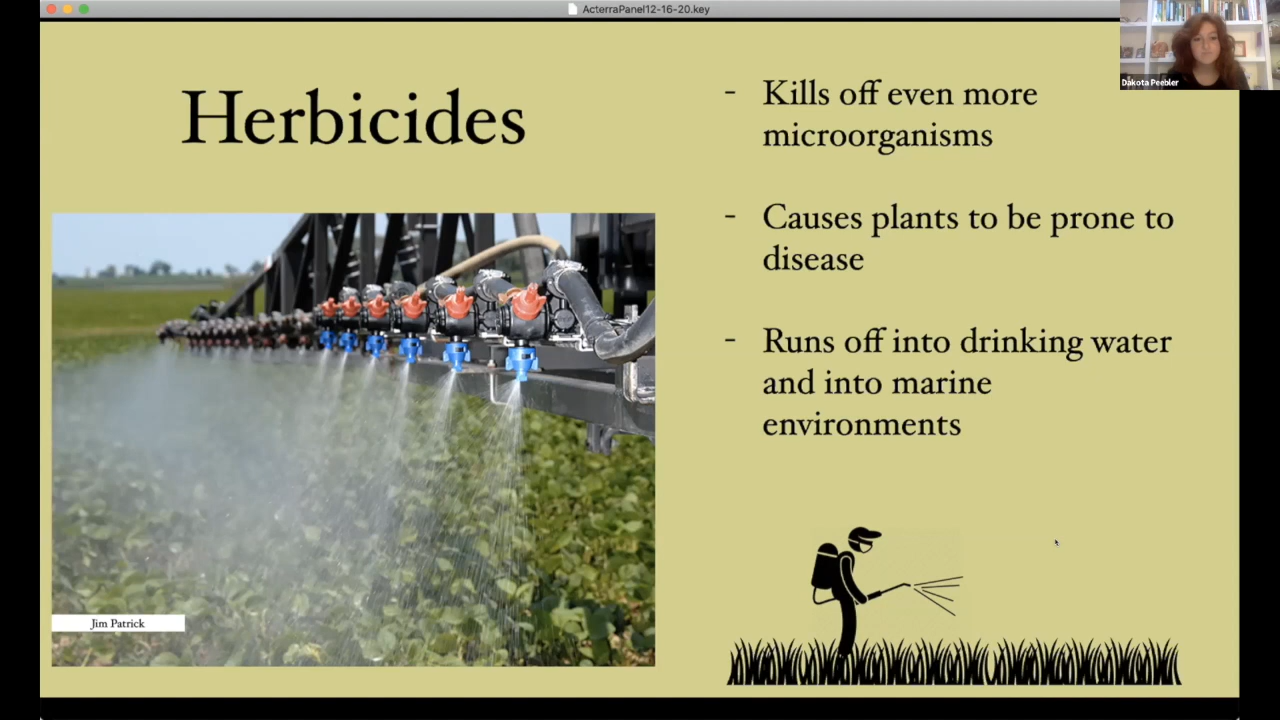 ActerraPanel12-16-20.key
Dakota Peebler
Herbicides
- Kills off even more
microorganisms
- Causes plants to be prone to
disease
- Runs off into drinking water
and into marine
environments
Jim Patrick